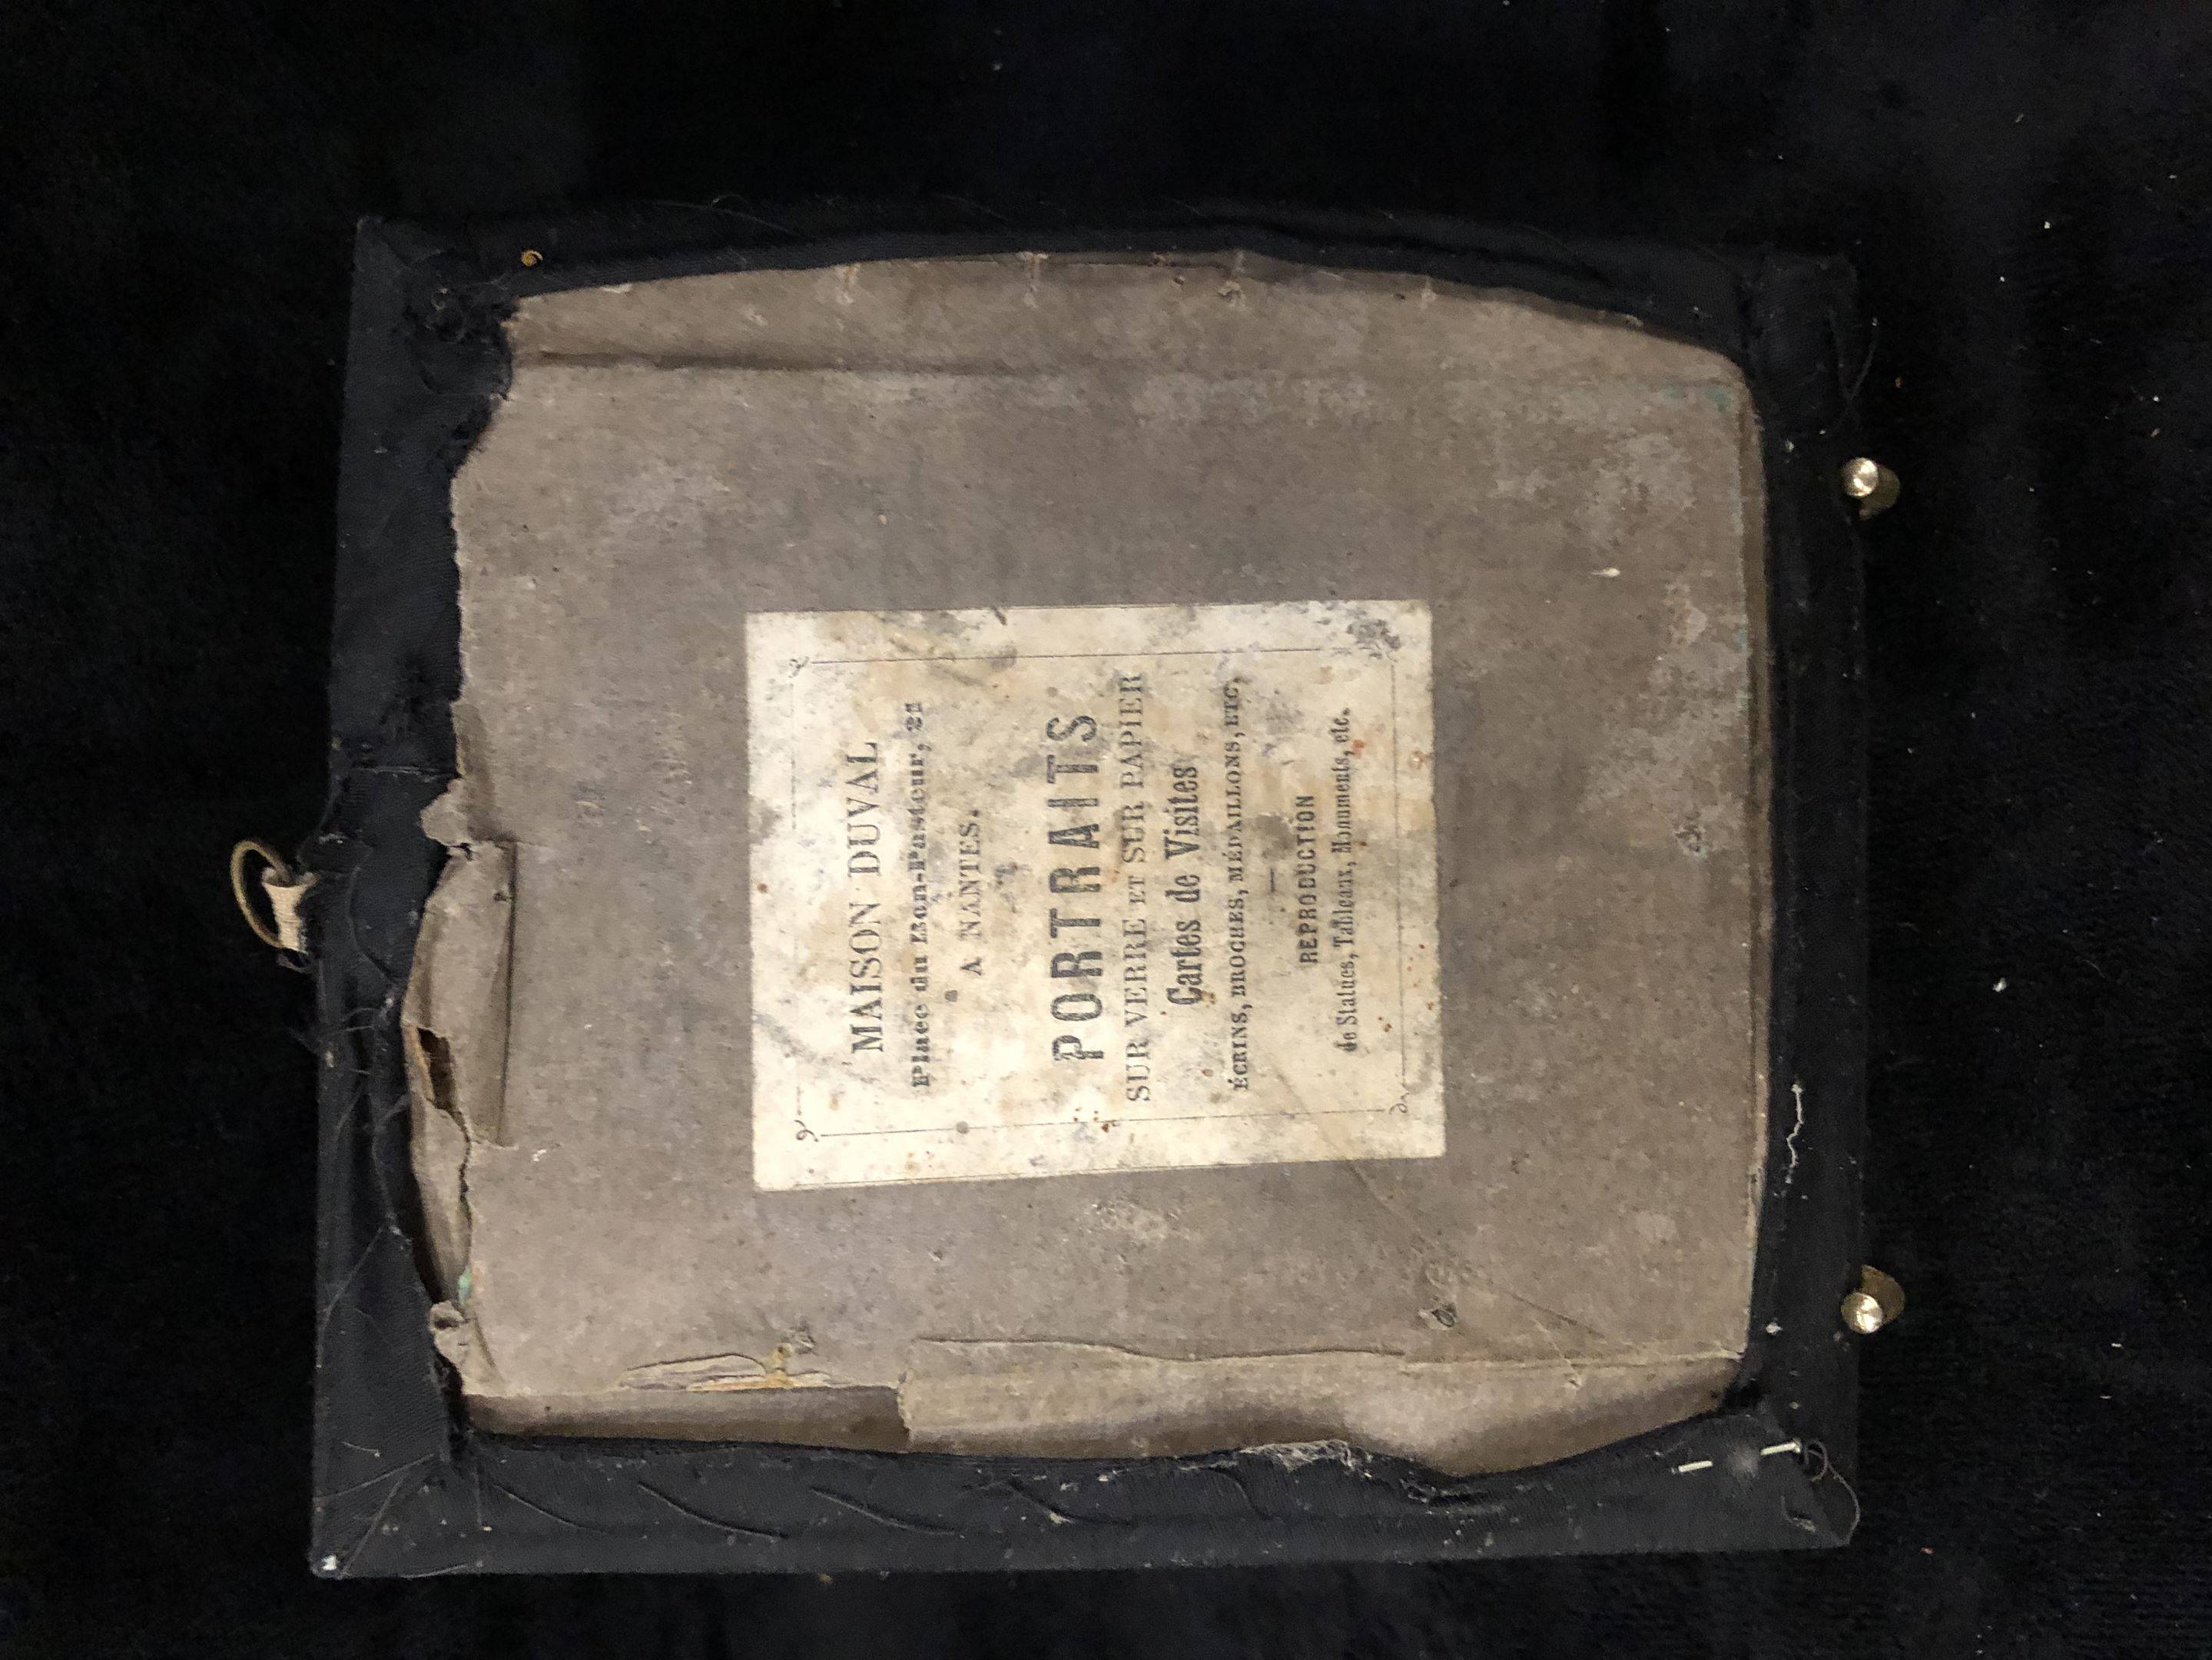 MAISON DUVAL
Place du Bon-Pasteur, 21
A NANTES.
PORTRAITS
SUR VERRE ET SUR PAPIER
Cartes de Visites
ÉCRINS, BROCHES, MÉDAILLONS, ETC.
REPRODUCTION
de Statues, Tableaux, Monuments, etc.